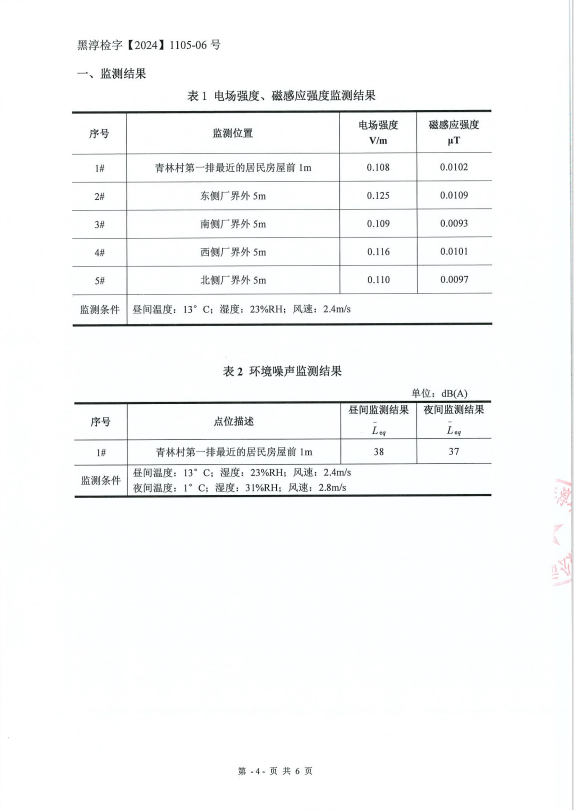 黑淳检字【2024】1105-06 号
一、监测结果
表 1 电场强度、磁感应强度监测结果
序号 监测位置 电场强度 V/m 磁感应强度 μT
1# 青林村第一排最近的居民房屋前 1m 0.108 0.0102
2# 东侧厂界外 5m 0.125 0.0109
3# 南侧厂界外 5m 0.109 0.0093
4# 西侧厂界外 5m 0.116 0.0101
5# 北侧厂界外 5m 0.110 0.0097
监测条件 昼间温度：13° C；湿度：23%RH；风速：2.4m/s
表 2 环境噪声监测结果
单位：dB(A)
序号 点位描述 昼间监测结果 L̄eq 夜间监测结果 L̄eq
1# 青林村第一排最近的居民房屋前 1m 38 37
监测条件 昼间温度：13° C；湿度：23%RH；风速：2.4m/s
夜间温度：1° C；湿度：31%RH；风速：2.8m/s
第 - 4 - 页 共 6 页